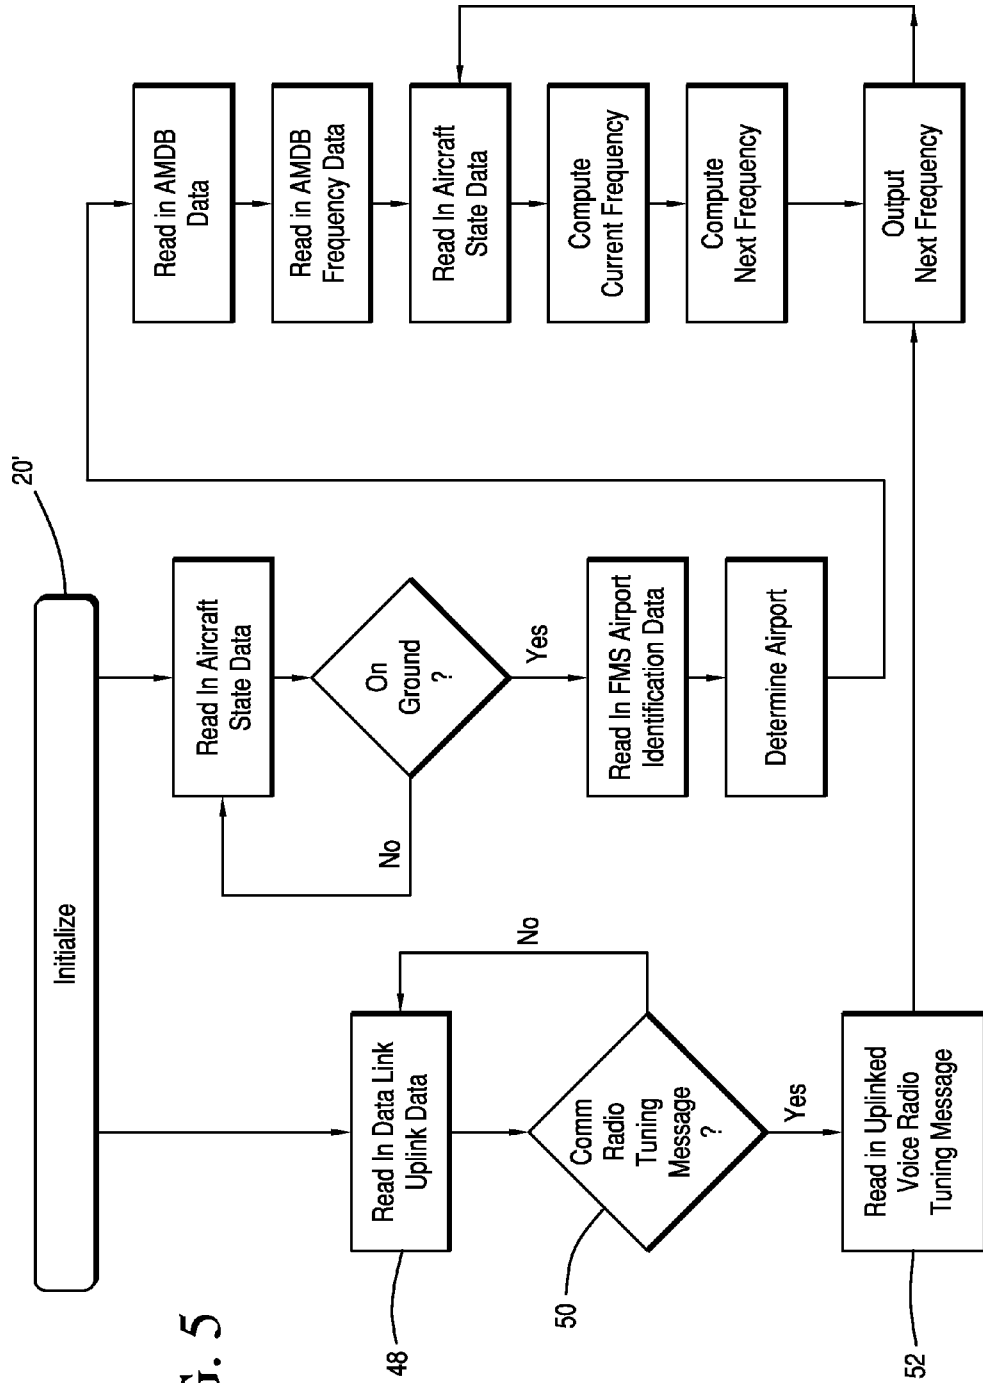 20'
Initialize
Read In Data Link
Uplink Data
48
Comm
Radio
Tuning
Message
?
50
No
Yes
Read in Uplinked
Voice Radio
Tuning Message
52
Read In Aircraft
State Data
On
Ground
?
No
Yes
Read In FMS Airport
Identification Data
Determine Airport
Read in AMDB
Data
Read in AMDB
Frequency Data
Read In Aircraft
State Data
Compute
Current Frequency
Compute
Next Frequency
Output
Next Frequency
5